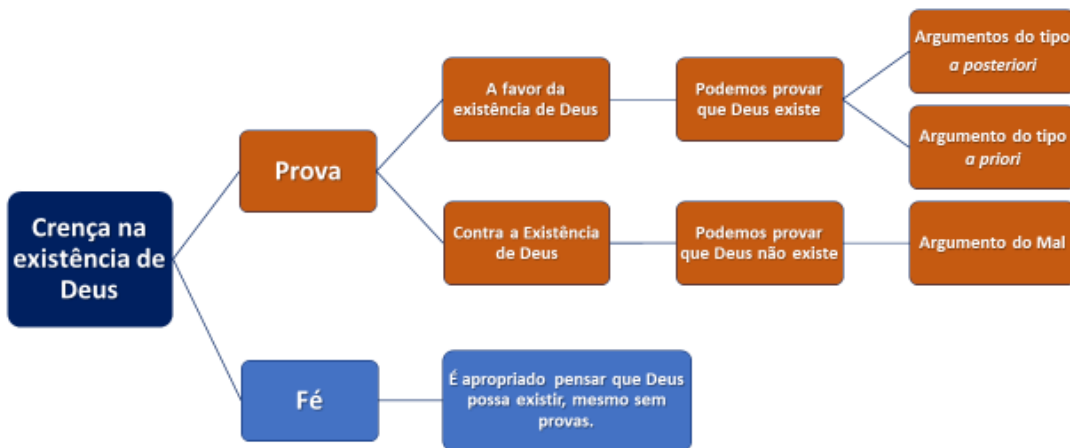 Crença na
existência de
Deus
Prova
A favor da
existência de Deus
Podemos provar
que Deus existe
Argumentos do tipo
a posteriori
Argumento do tipo
a priori
Contra a Existência
de Deus
Podemos provar
que Deus não existe
Argumento do Mal
Fé
É apropriado pensar que Deus
possa existir, mesmo sem
provas.